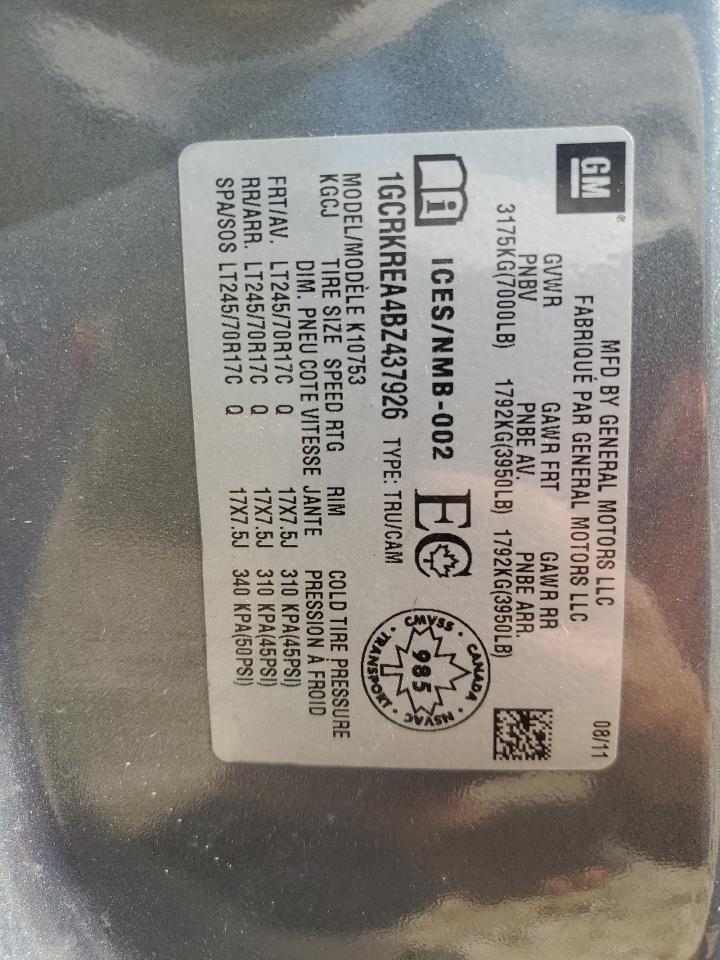 GM
®
MFD BY GENERAL MOTORS LLC
08/11
FABRIQUÉ PAR GENERAL MOTORS LLC
GVWR GAWR FRT GAWR RR
PNBV PNBE AV. PNBE ARR.
3175KG(7000LB) 1792KG(3950LB) 1792KG(3950LB)
i ICES/NMB-002 EC
CANADA · TRANSPORT · CMVSS · NSVAC
985
1GCRKREA4BZ437926 TYPE: TRU/CAM
MODEL/MODÈLE K10753
KGCJ TIRE SIZE SPEED RTG RIM COLD TIRE PRESSURE
DIM. PNEU COTE VITESSE JANTE PRESSION À FROID
FRT/AV. LT245/70R17C Q 17X7.5J 310 KPA(45PSI)
RR/ARR. LT245/70R17C Q 17X7.5J 310 KPA(45PSI)
SPA/SOS LT245/70R17C Q 17X7.5J 340 KPA(50PSI)